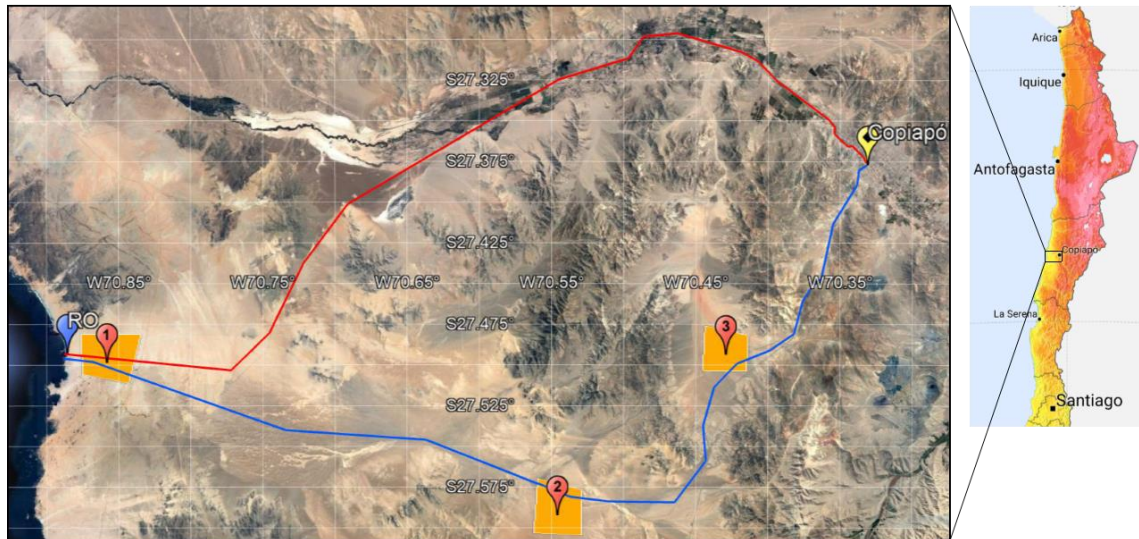 S27.325°
Copiapó
S27.375°
S27.425°
W70.85°
W70.75°
W70.65°
W70.55°
W70.45°
W70.35°
RO
1
S27.475°
3
S27.525°
2
S27.575°
Arica
Iquique
Antofagasta
Copiapo
La Serena
Santiago